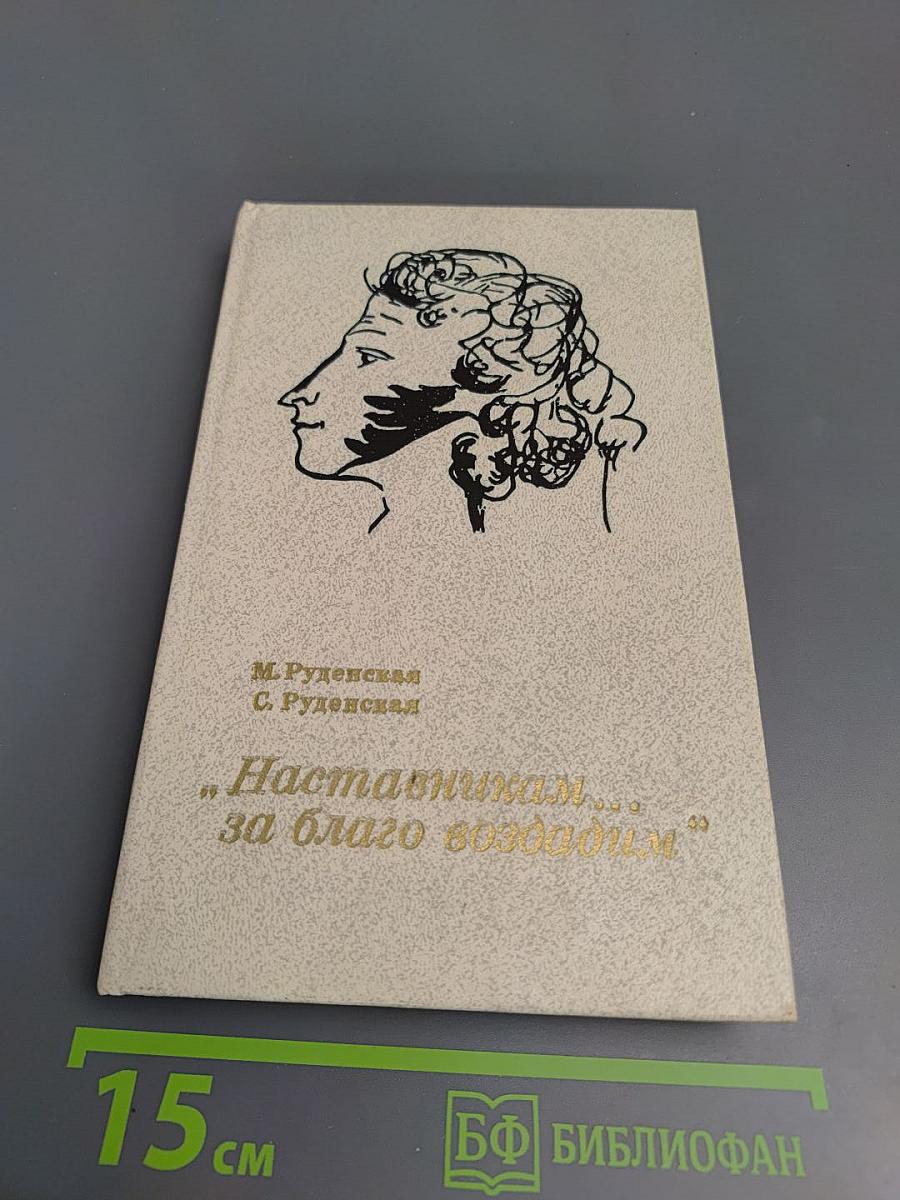 М. Руденская
С. Руденская
„Наставникам...
за благо воздадим“
15 см
БФ БИБЛИОФАН